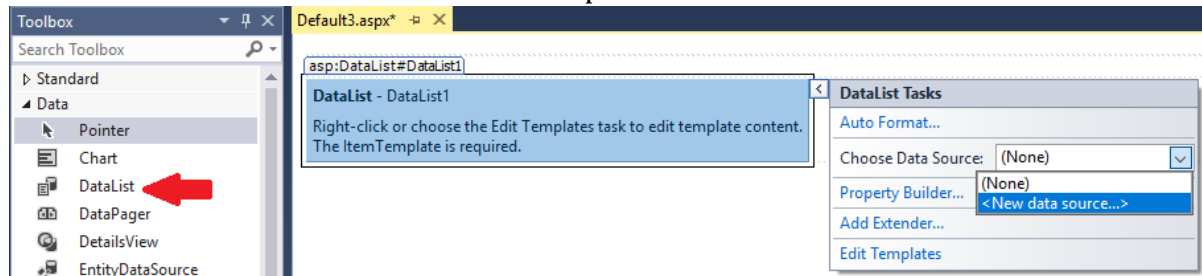 Toolbox
Search Toolbox
Standard
Data
Pointer
Chart
DataList
DataPager
DetailsView
EntityDataSource
Default3.aspx*
asp:DataList#DataList1
DataList - DataList1
Right-click or choose the Edit Templates task to edit template content.
The ItemTemplate is required.
DataList Tasks
Auto Format...
Choose Data Source: (None)
(None)
<New data source...>
Property Builder...
Add Extender...
Edit Templates